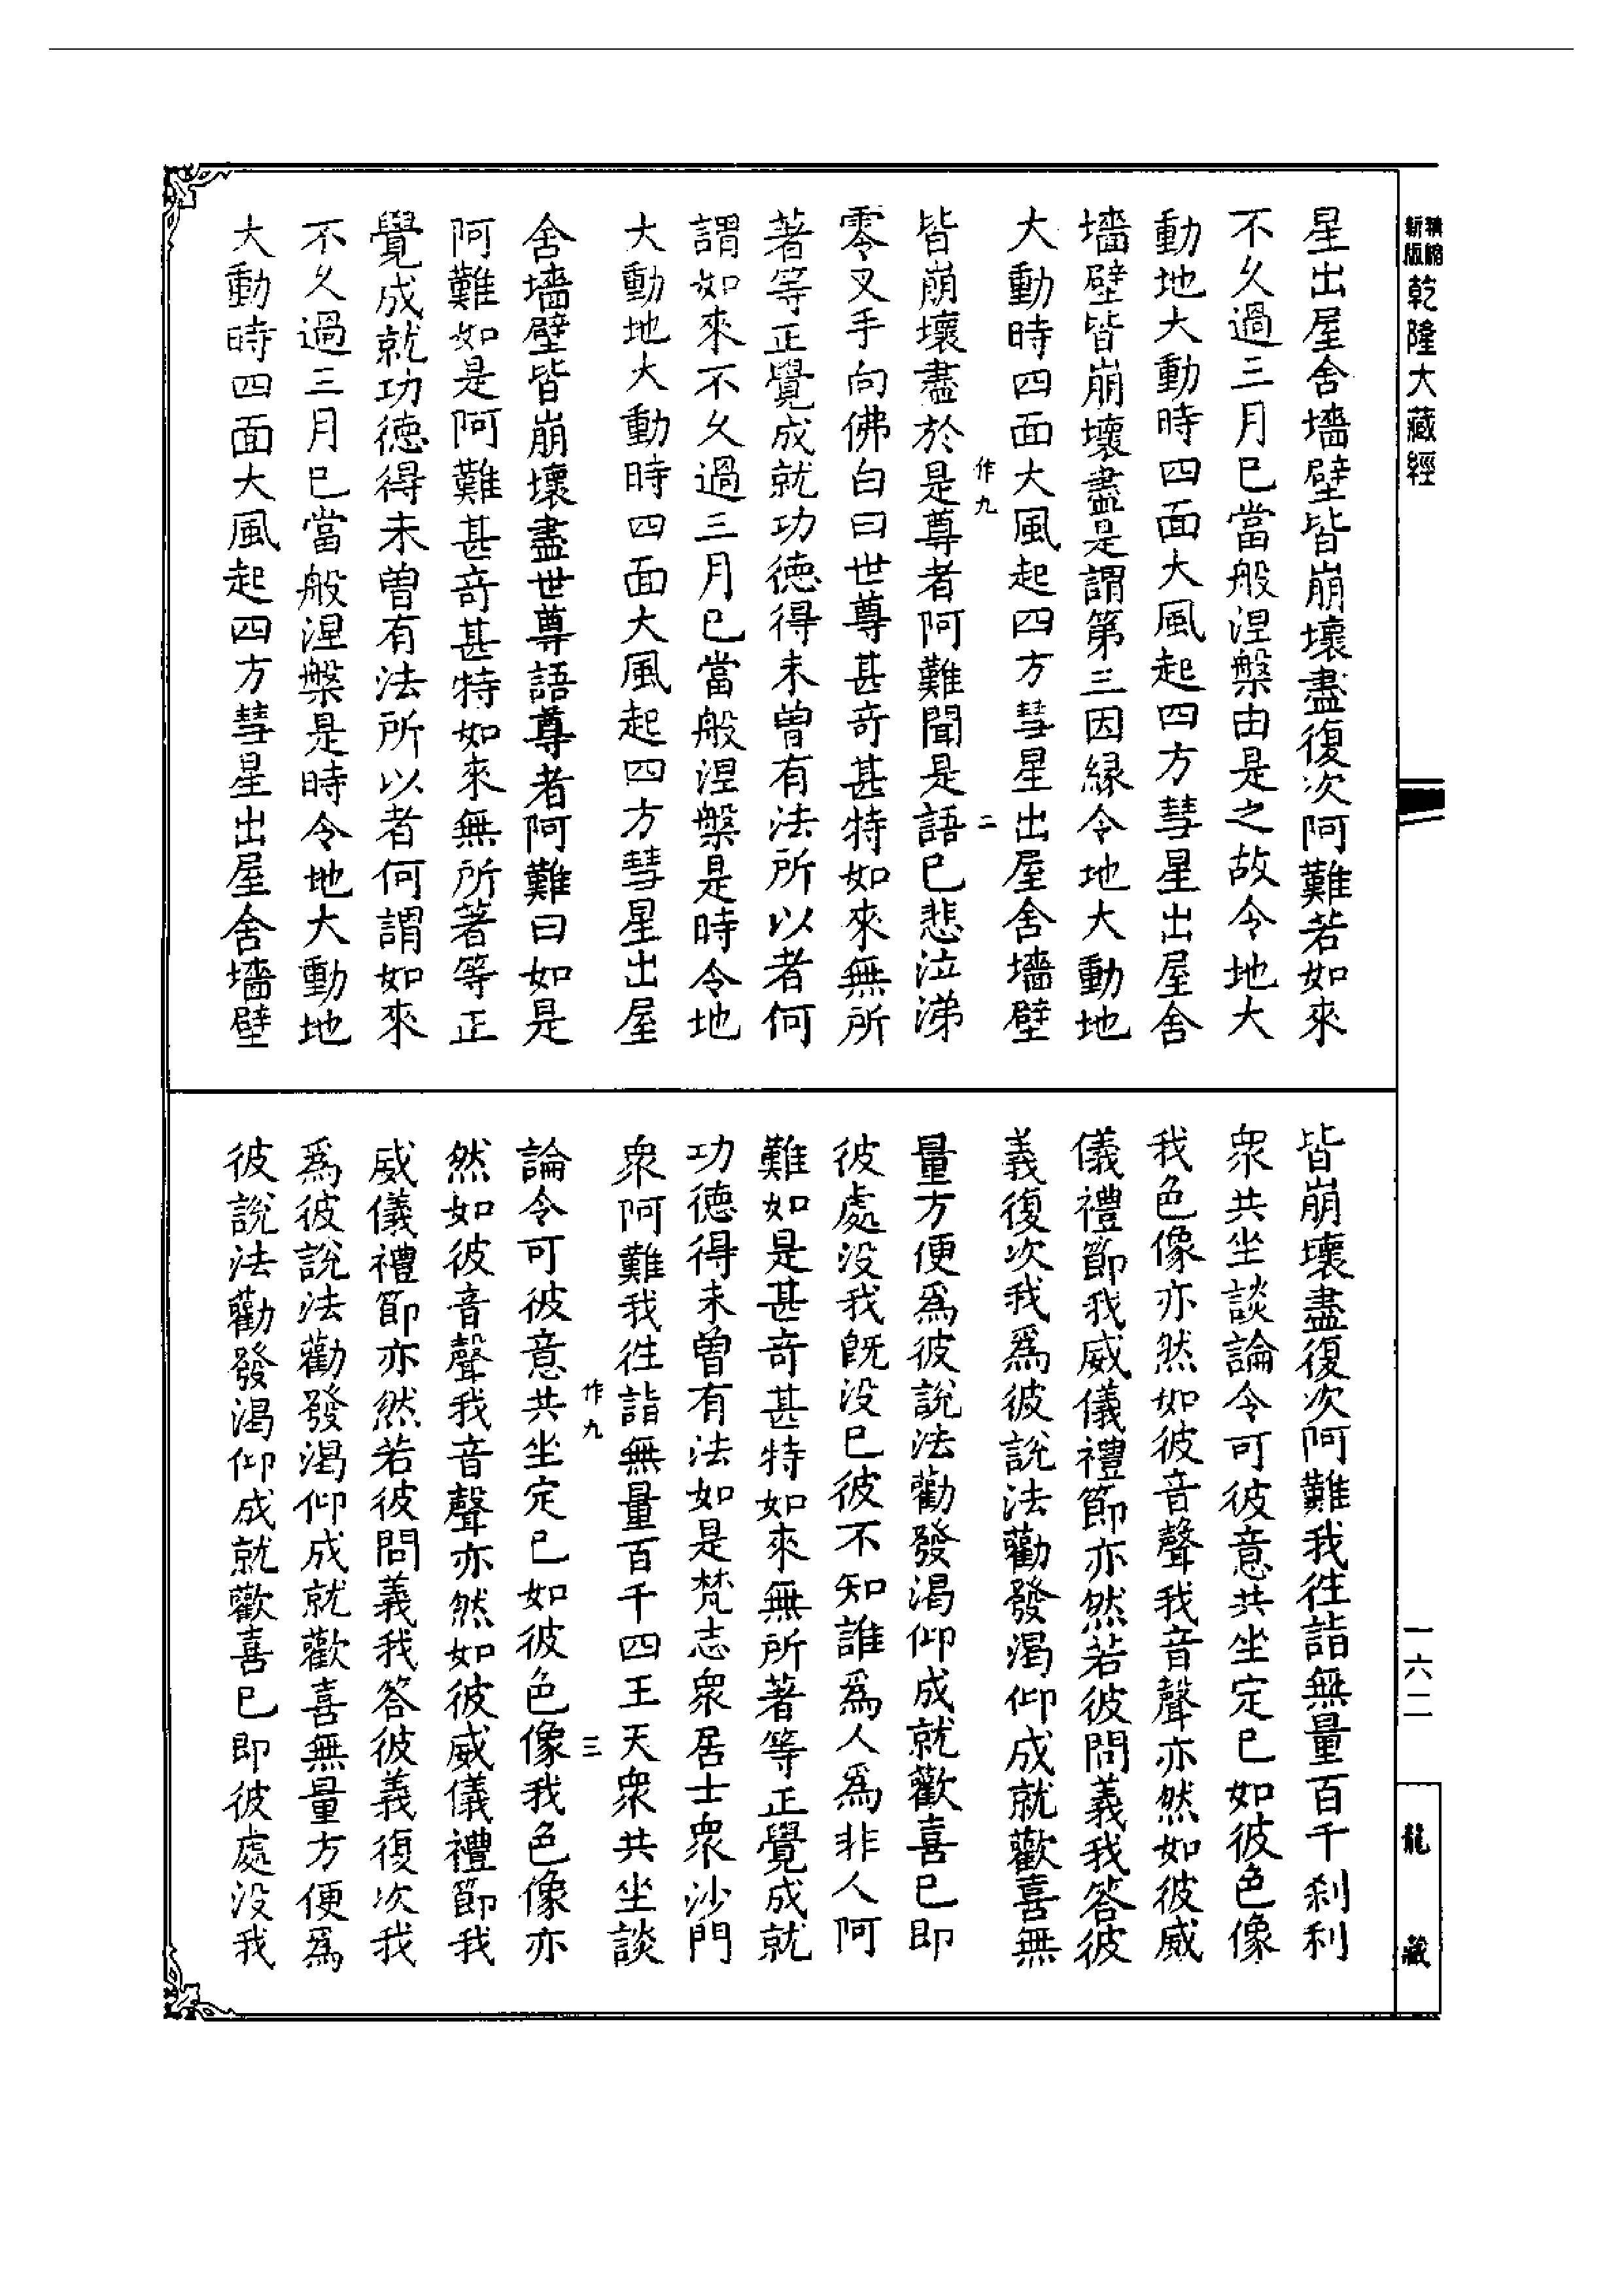 精縮新版乾隆大藏經
星出屋舍墻壁皆崩壞盡復次阿難若如來
不久過三月已當般涅槃由是之故令地大
動地大動時四面大風起四方彗星出屋舍
墻壁皆崩壞盡是謂第三因緣令地大動地
大動時四面大風起四方彗星出屋舍墻壁
作九 二
皆崩壞盡於是尊者阿難聞是語已悲泣涕
零叉手向佛白曰世尊甚奇甚特如來無所
著等正覺成就功德得未曾有法所以者何
謂如來不久過三月已當般涅槃是時令地
大動地大動時四面大風起四方彗星出屋
舍墻壁皆崩壞盡世尊語尊者阿難曰如是
阿難如是阿難甚奇甚特如來無所著等正
覺成就功德得未曾有法所以者何謂如來
不久過三月已當般涅槃是時令地大動地
大動時四面大風起四方彗星出屋舍墻壁
皆崩壞盡復次阿難我往詣無量百千剎利
眾共坐談論令可彼意共坐定已如彼色像
我色像亦然如彼音聲我音聲亦然如彼威
儀禮節我威儀禮節亦然若彼問義我答彼
義復次我為彼說法勸發渴仰成就歡喜無
量方便為彼說法勸發渴仰成就歡喜已即
彼處没我既没已彼不知誰為人為非人阿
難如是甚奇甚特如來無所著等正覺成就
功德得未曾有法如是梵志眾居士眾沙門
眾阿難我往詣無量百千四王天眾共坐談
作九 三
論令可彼意共坐定已如彼色像我色像亦
然如彼音聲我音聲亦然如彼威儀禮節我
威儀禮節亦然若彼問義我答彼義復次我
為彼說法勸發渴仰成就歡喜無量方便為
彼說法勸發渴仰成就歡喜已即彼處没我
一六二
龍藏